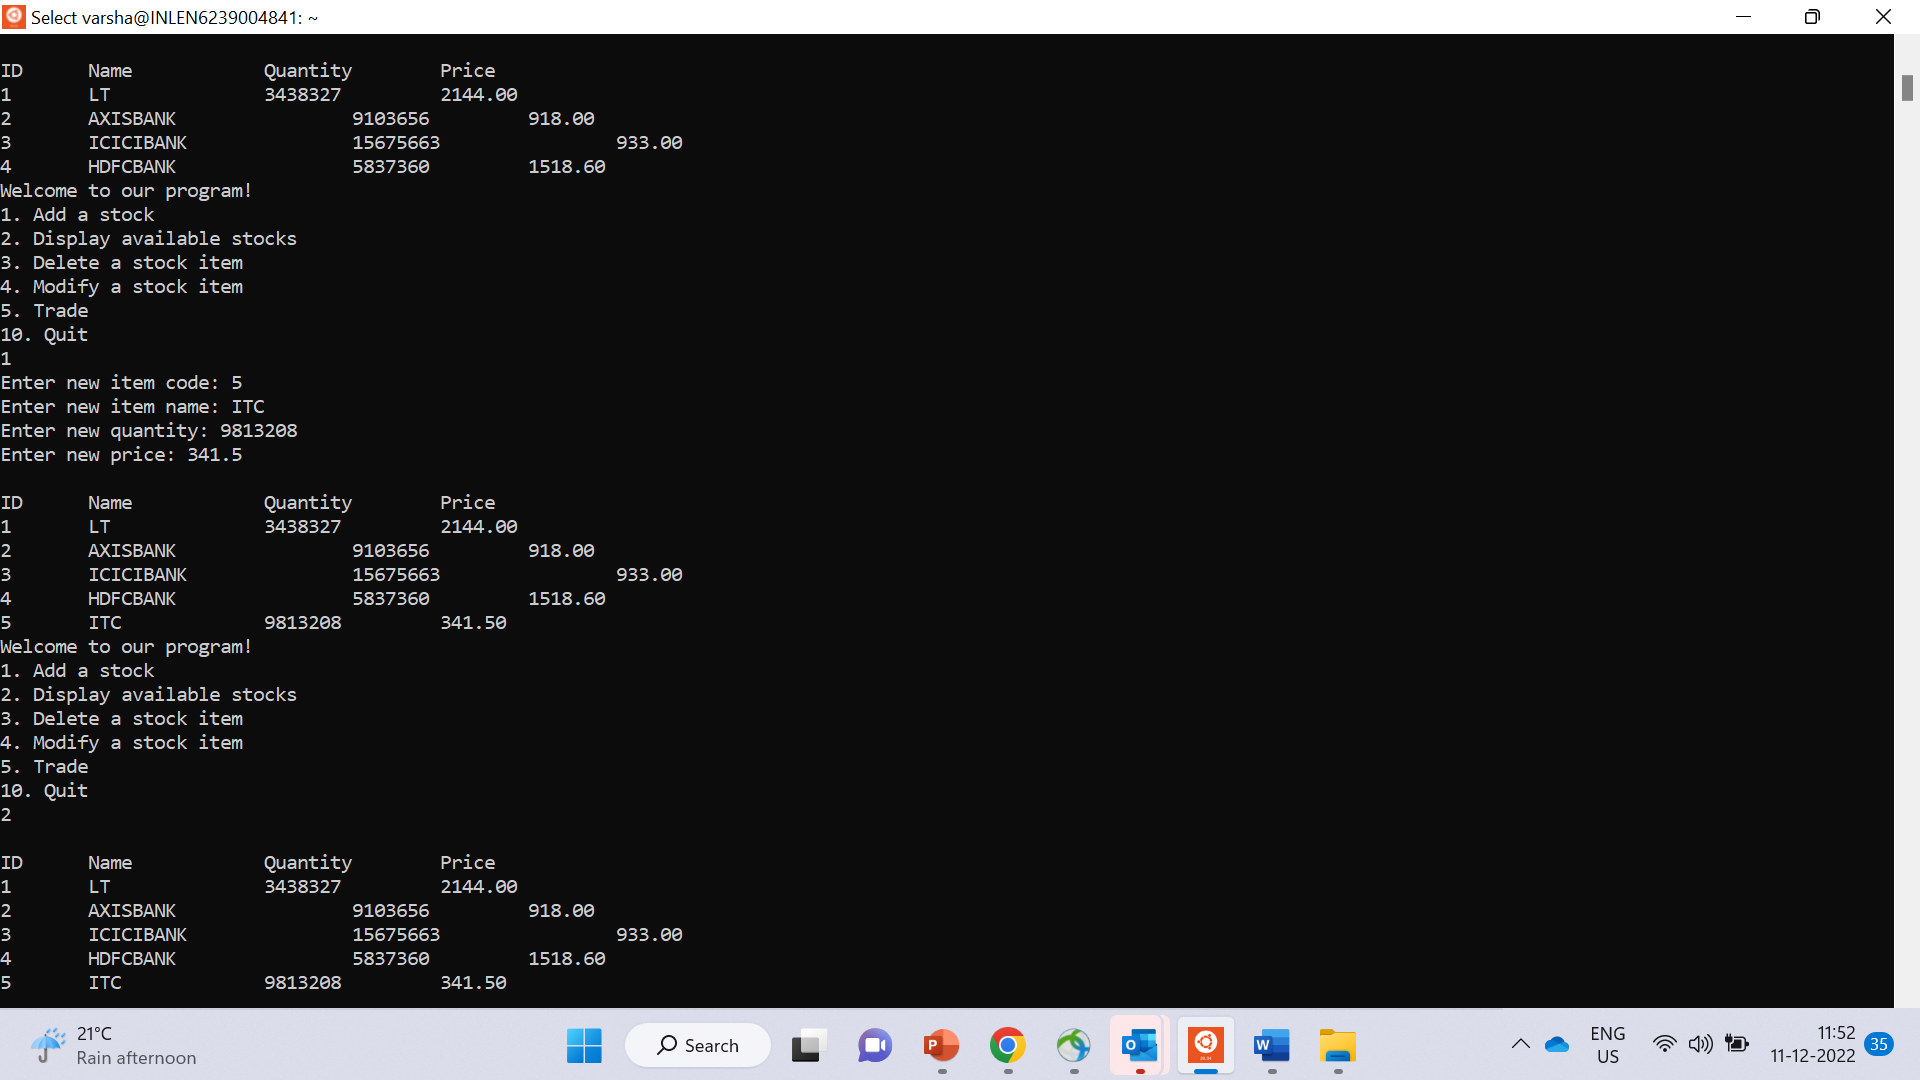 Select varsha@INLEN6239004841: ~
ID Name Quantity Price
1 LT 3438327 2144.00
2 AXISBANK 9103656 918.00
3 ICICIBANK 15675663 933.00
4 HDFCBANK 5837360 1518.60
Welcome to our program!
1. Add a stock
2. Display available stocks
3. Delete a stock item
4. Modify a stock item
5. Trade
10. Quit
1
Enter new item code: 5
Enter new item name: ITC
Enter new quantity: 9813208
Enter new price: 341.5
ID Name Quantity Price
1 LT 3438327 2144.00
2 AXISBANK 9103656 918.00
3 ICICIBANK 15675663 933.00
4 HDFCBANK 5837360 1518.60
5 ITC 9813208 341.50
Welcome to our program!
1. Add a stock
2. Display available stocks
3. Delete a stock item
4. Modify a stock item
5. Trade
10. Quit
2
ID Name Quantity Price
1 LT 3438327 2144.00
2 AXISBANK 9103656 918.00
3 ICICIBANK 15675663 933.00
4 HDFCBANK 5837360 1518.60
5 ITC 9813208 341.50
21°C
Rain afternoon
Search
P
O
W
ENG
US
11:52
11-12-2022
35